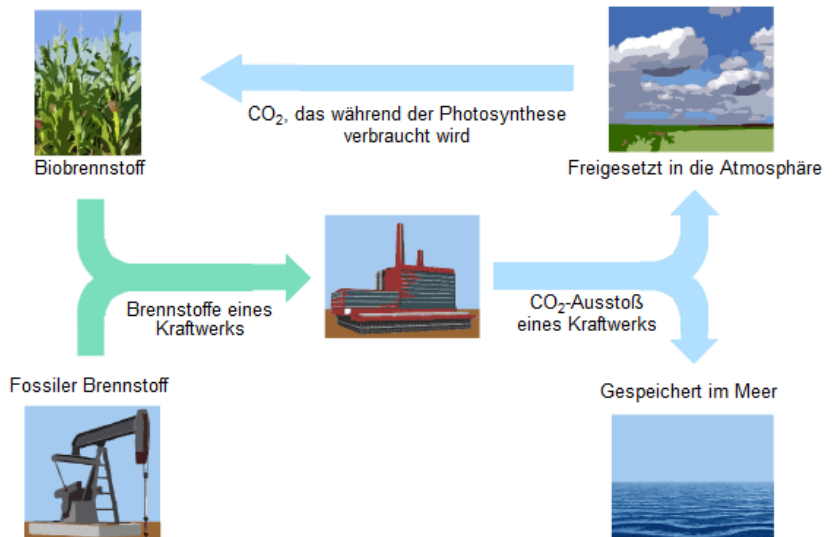 CO₂, das während der Photosynthese
verbraucht wird
Biobrennstoff
Freigesetzt in die Atmosphäre
Brennstoffe eines
Kraftwerks
CO₂-Ausstoß
eines Kraftwerks
Fossiler Brennstoff
Gespeichert im Meer